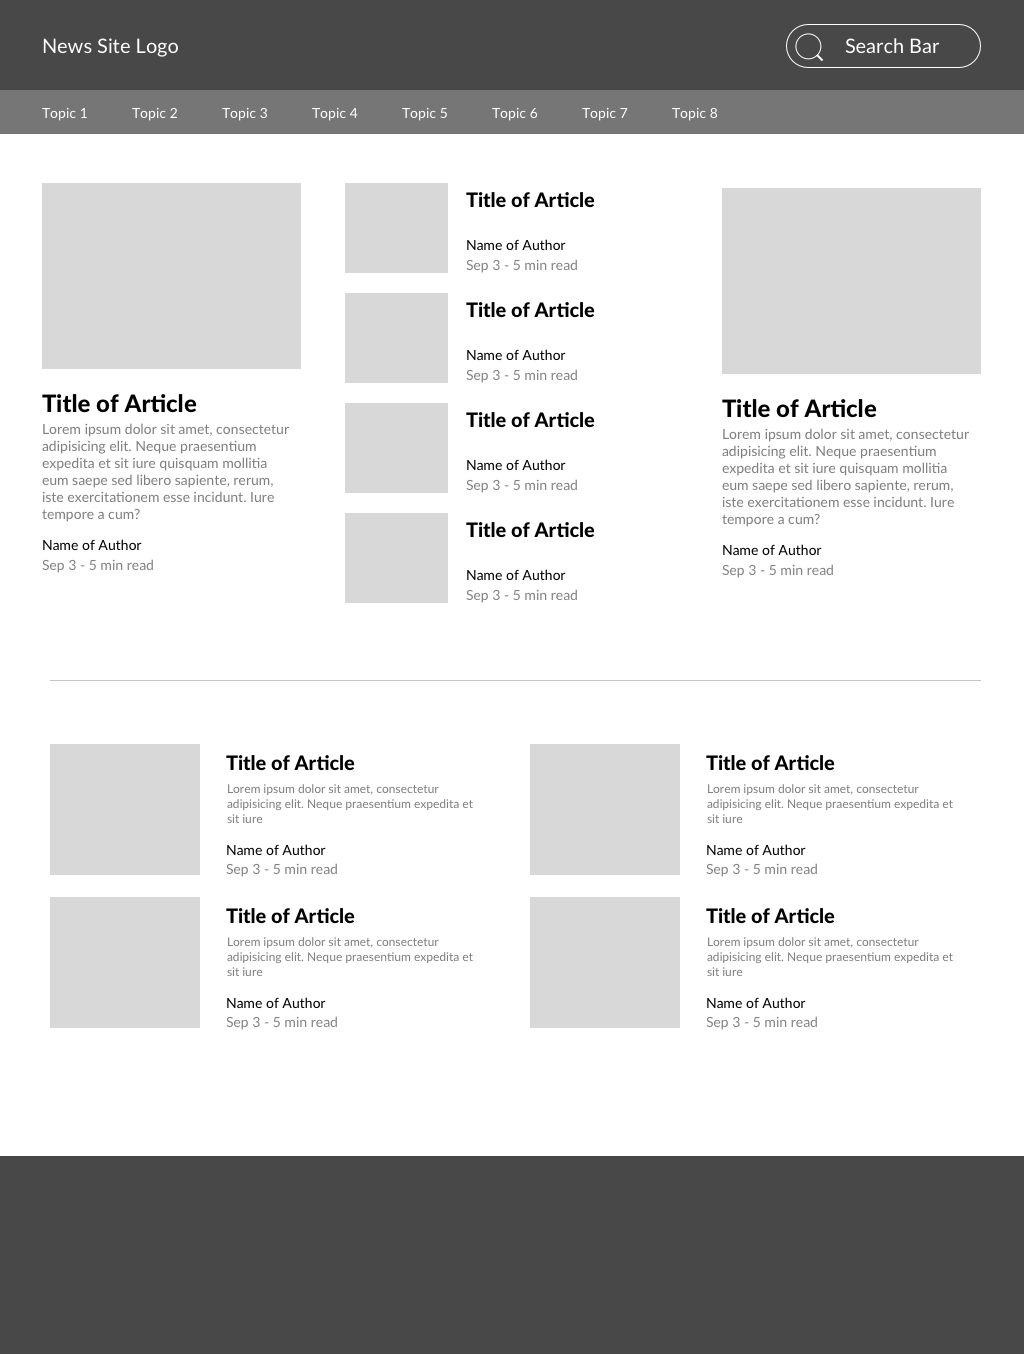 News Site Logo
Search Bar
Topic 1
Topic 2
Topic 3
Topic 4
Topic 5
Topic 6
Topic 7
Topic 8
Title of Article
Lorem ipsum dolor sit amet, consectetur
adipisicing elit. Neque praesentium
expedita et sit iure quisquam mollitia
eum saepe sed libero sapiente, rerum,
iste exercitationem esse incidunt. Iure
tempore a cum?
Name of Author
Sep 3 - 5 min read
Title of Article
Name of Author
Sep 3 - 5 min read
Title of Article
Name of Author
Sep 3 - 5 min read
Title of Article
Name of Author
Sep 3 - 5 min read
Title of Article
Name of Author
Sep 3 - 5 min read
Title of Article
Lorem ipsum dolor sit amet, consectetur
adipisicing elit. Neque praesentium
expedita et sit iure quisquam mollitia
eum saepe sed libero sapiente, rerum,
iste exercitationem esse incidunt. Iure
tempore a cum?
Name of Author
Sep 3 - 5 min read
Title of Article
Lorem ipsum dolor sit amet, consectetur
adipisicing elit. Neque praesentium expedita et
sit iure
Name of Author
Sep 3 - 5 min read
Title of Article
Lorem ipsum dolor sit amet, consectetur
adipisicing elit. Neque praesentium expedita et
sit iure
Name of Author
Sep 3 - 5 min read
Title of Article
Lorem ipsum dolor sit amet, consectetur
adipisicing elit. Neque praesentium expedita et
sit iure
Name of Author
Sep 3 - 5 min read
Title of Article
Lorem ipsum dolor sit amet, consectetur
adipisicing elit. Neque praesentium expedita et
sit iure
Name of Author
Sep 3 - 5 min read